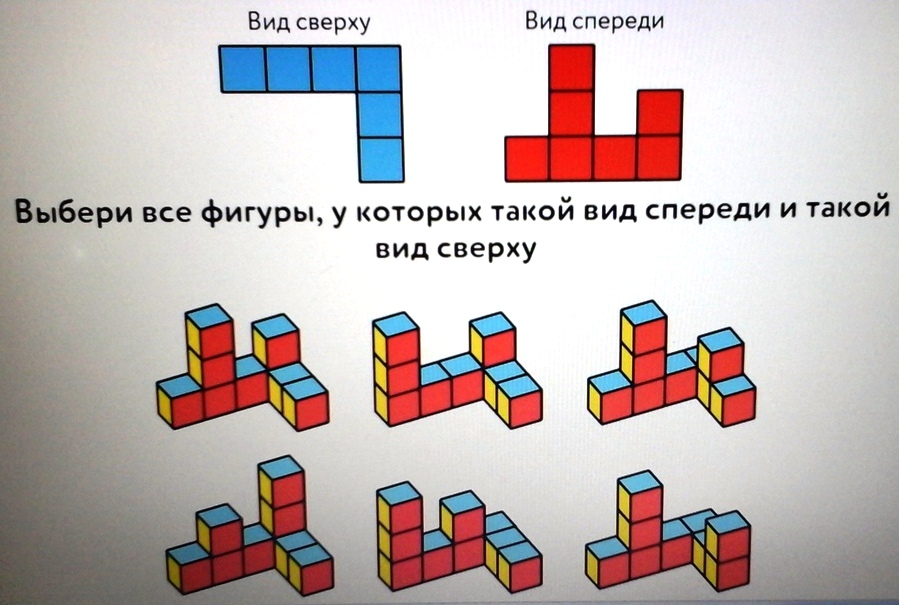 Вид сверху
Вид спереди
Выбери все фигуры, у которых такой вид спереди и такой
вид сверху